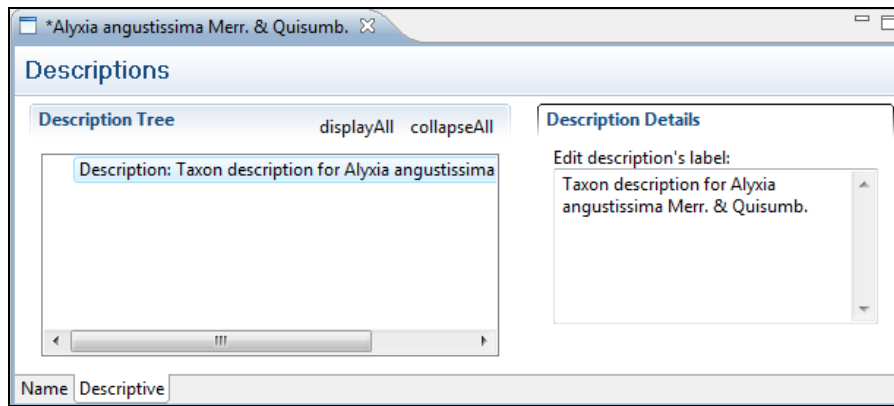 *Alyxia angustissima Merr. & Quisumb.
Descriptions
Description Tree
displayAll collapseAll
Description: Taxon description for Alyxia angustissima
Description Details
Edit description's label:
Taxon description for Alyxia
angustissima Merr. & Quisumb.
Name Descriptive